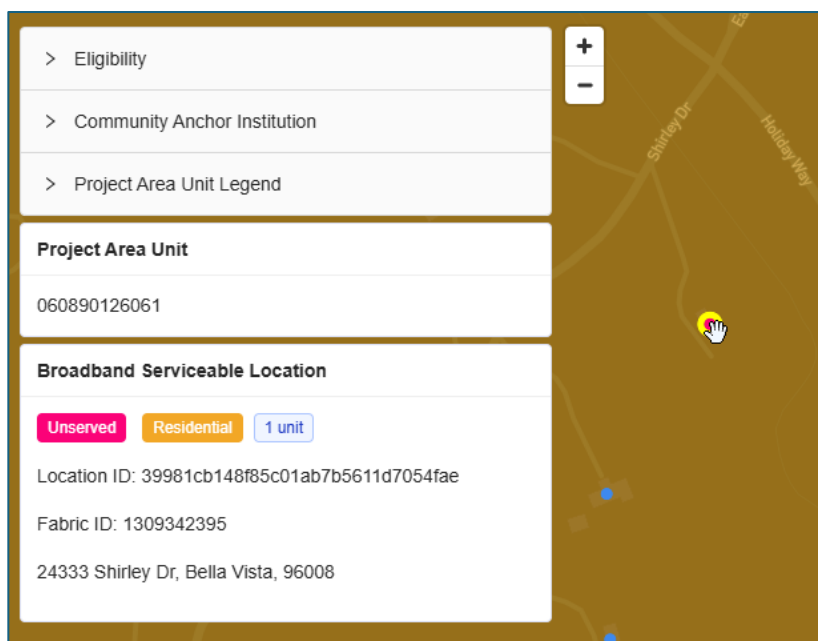 Eligibility
Community Anchor Institution
Project Area Unit Legend
Project Area Unit
060890126061
Broadband Serviceable Location
Unserved Residential 1 unit
Location ID: 39981cb148f85c01ab7b5611d7054fae
Fabric ID: 1309342395
24333 Shirley Dr, Bella Vista, 96008
+
−
Shirley Dr
Holiday Way